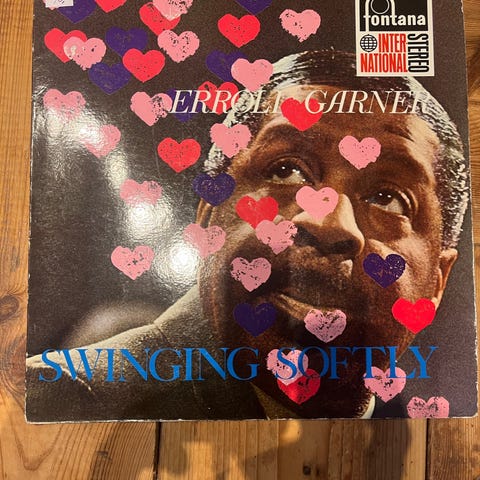 fontana
INTER
NATIONAL
STEREO
ERROLL GARNER
SWINGING SOFTLY